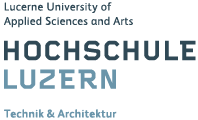 Lucerne University of
Applied Sciences and Arts
HOCHSCHULE
LUZERN
Technik & Architektur